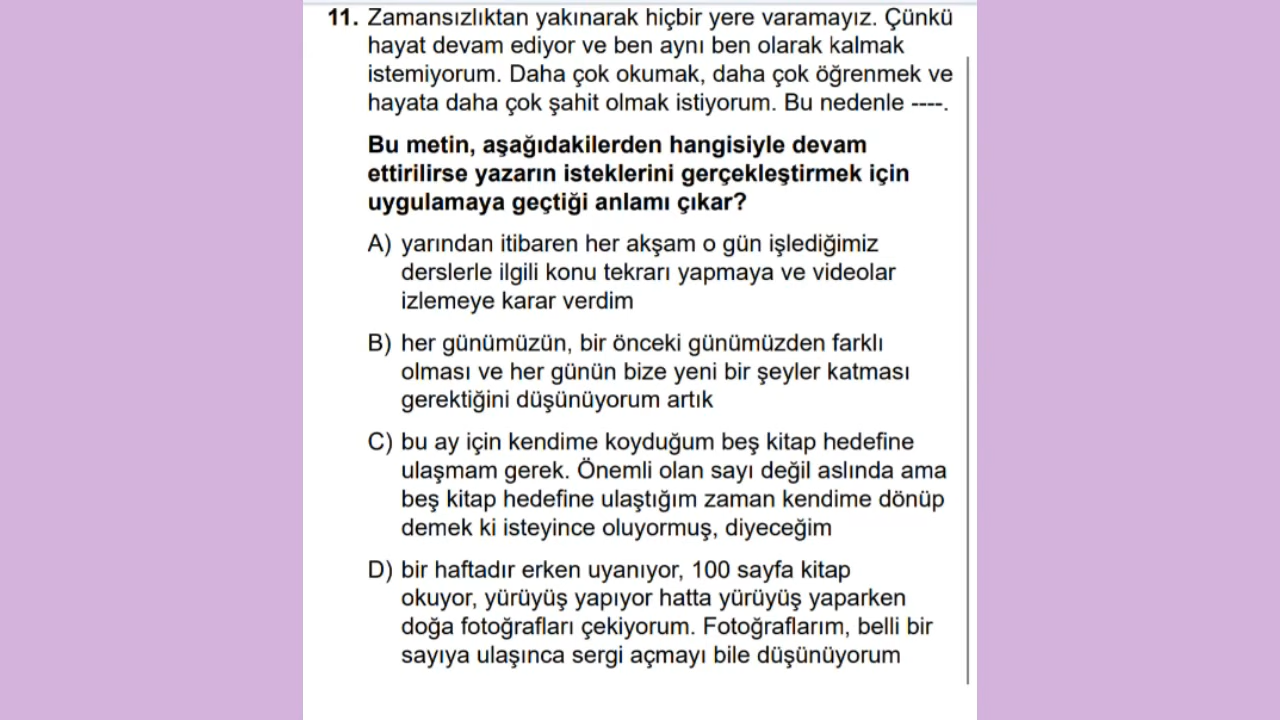 11. Zamansızlıktan yakınarak hiçbir yere varamayız. Çünkü
hayat devam ediyor ve ben aynı ben olarak kalmak
istemiyorum. Daha çok okumak, daha çok öğrenmek ve
hayata daha çok şahit olmak istiyorum. Bu nedenle ----.
Bu metin, aşağıdakilerden hangisiyle devam
ettirilirse yazarın isteklerini gerçekleştirmek için
uygulamaya geçtiği anlamı çıkar?
A) yarından itibaren her akşam o gün işlediğimiz
derslerle ilgili konu tekrarı yapmaya ve videolar
izlemeye karar verdim
B) her günümüzün, bir önceki günümüzden farklı
olması ve her günün bize yeni bir şeyler katması
gerektiğini düşünüyorum artık
C) bu ay için kendime koyduğum beş kitap hedefine
ulaşmam gerek. Önemli olan sayı değil aslında ama
beş kitap hedefine ulaştığım zaman kendime dönüp
demek ki isteyince oluyormuş, diyeceğim
D) bir haftadır erken uyanıyor, 100 sayfa kitap
okuyor, yürüyüş yapıyor hatta yürüyüş yaparken
doğa fotoğrafları çekiyorum. Fotoğraflarım, belli bir
sayıya ulaşınca sergi açmayı bile düşünüyorum